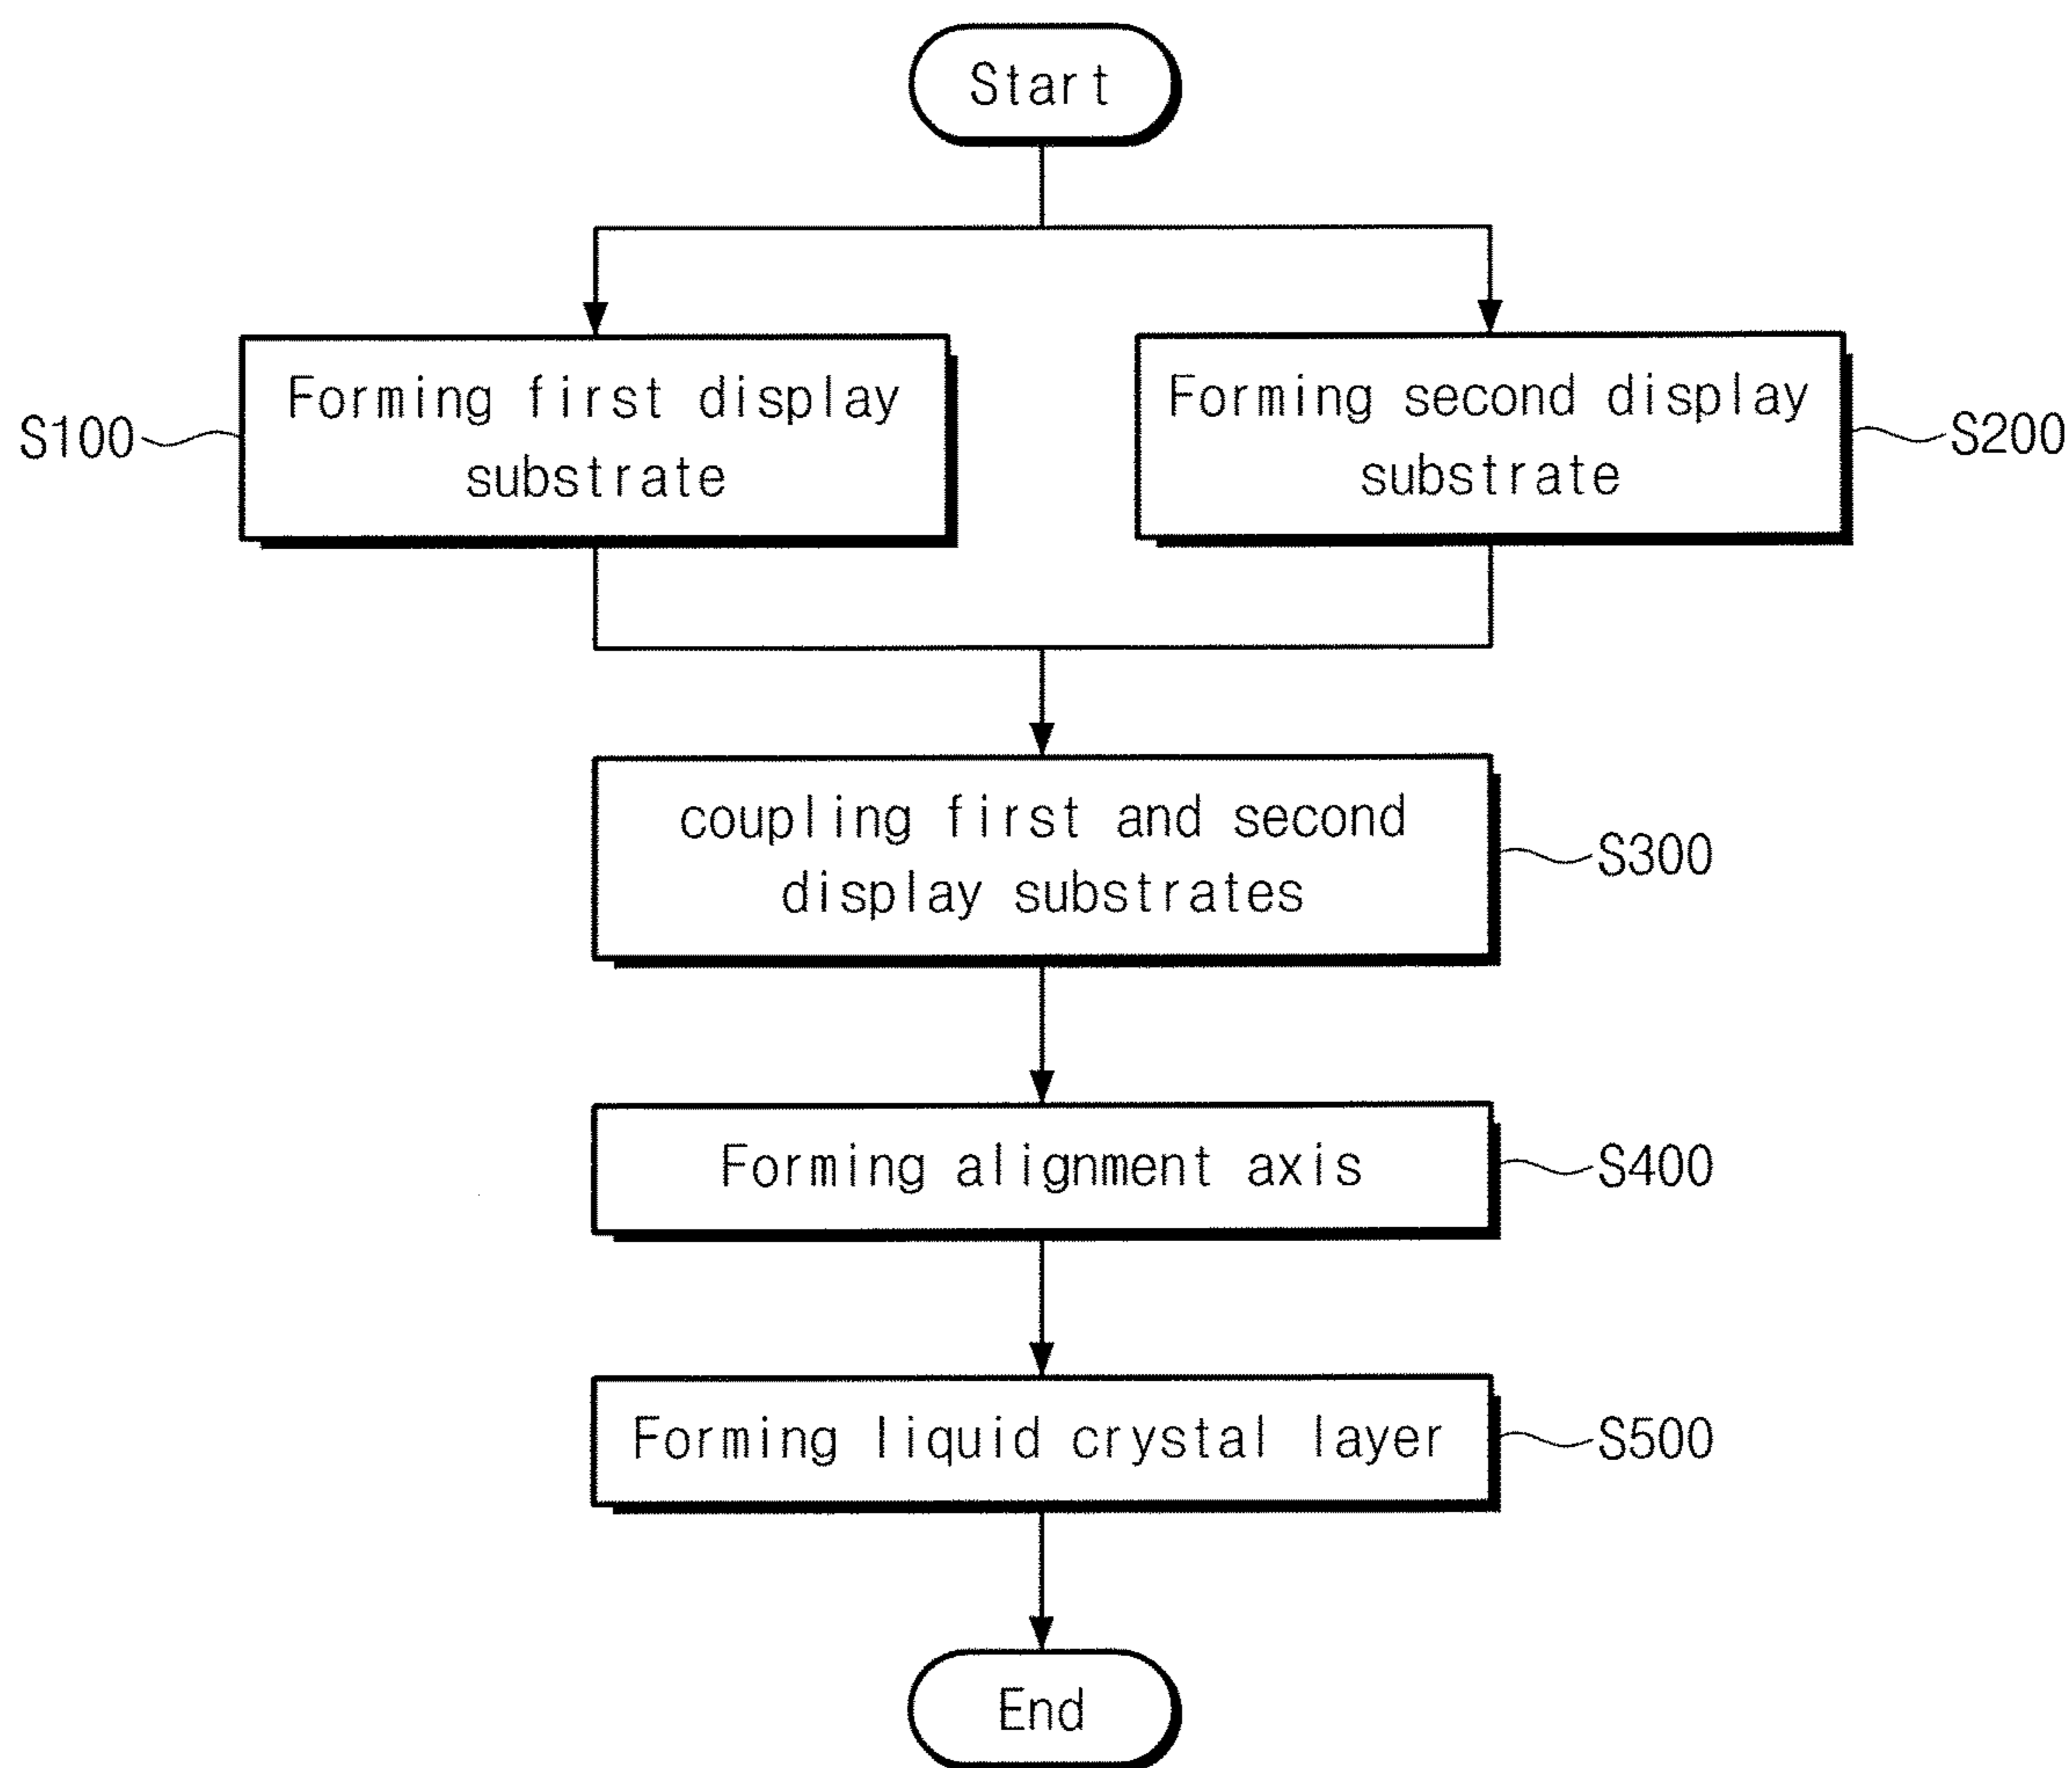 Start
S100
Forming first display
substrate
Forming second display
substrate
S200
coupling first and second
display substrates
S300
Forming alignment axis
S400
Forming liquid crystal layer
S500
End